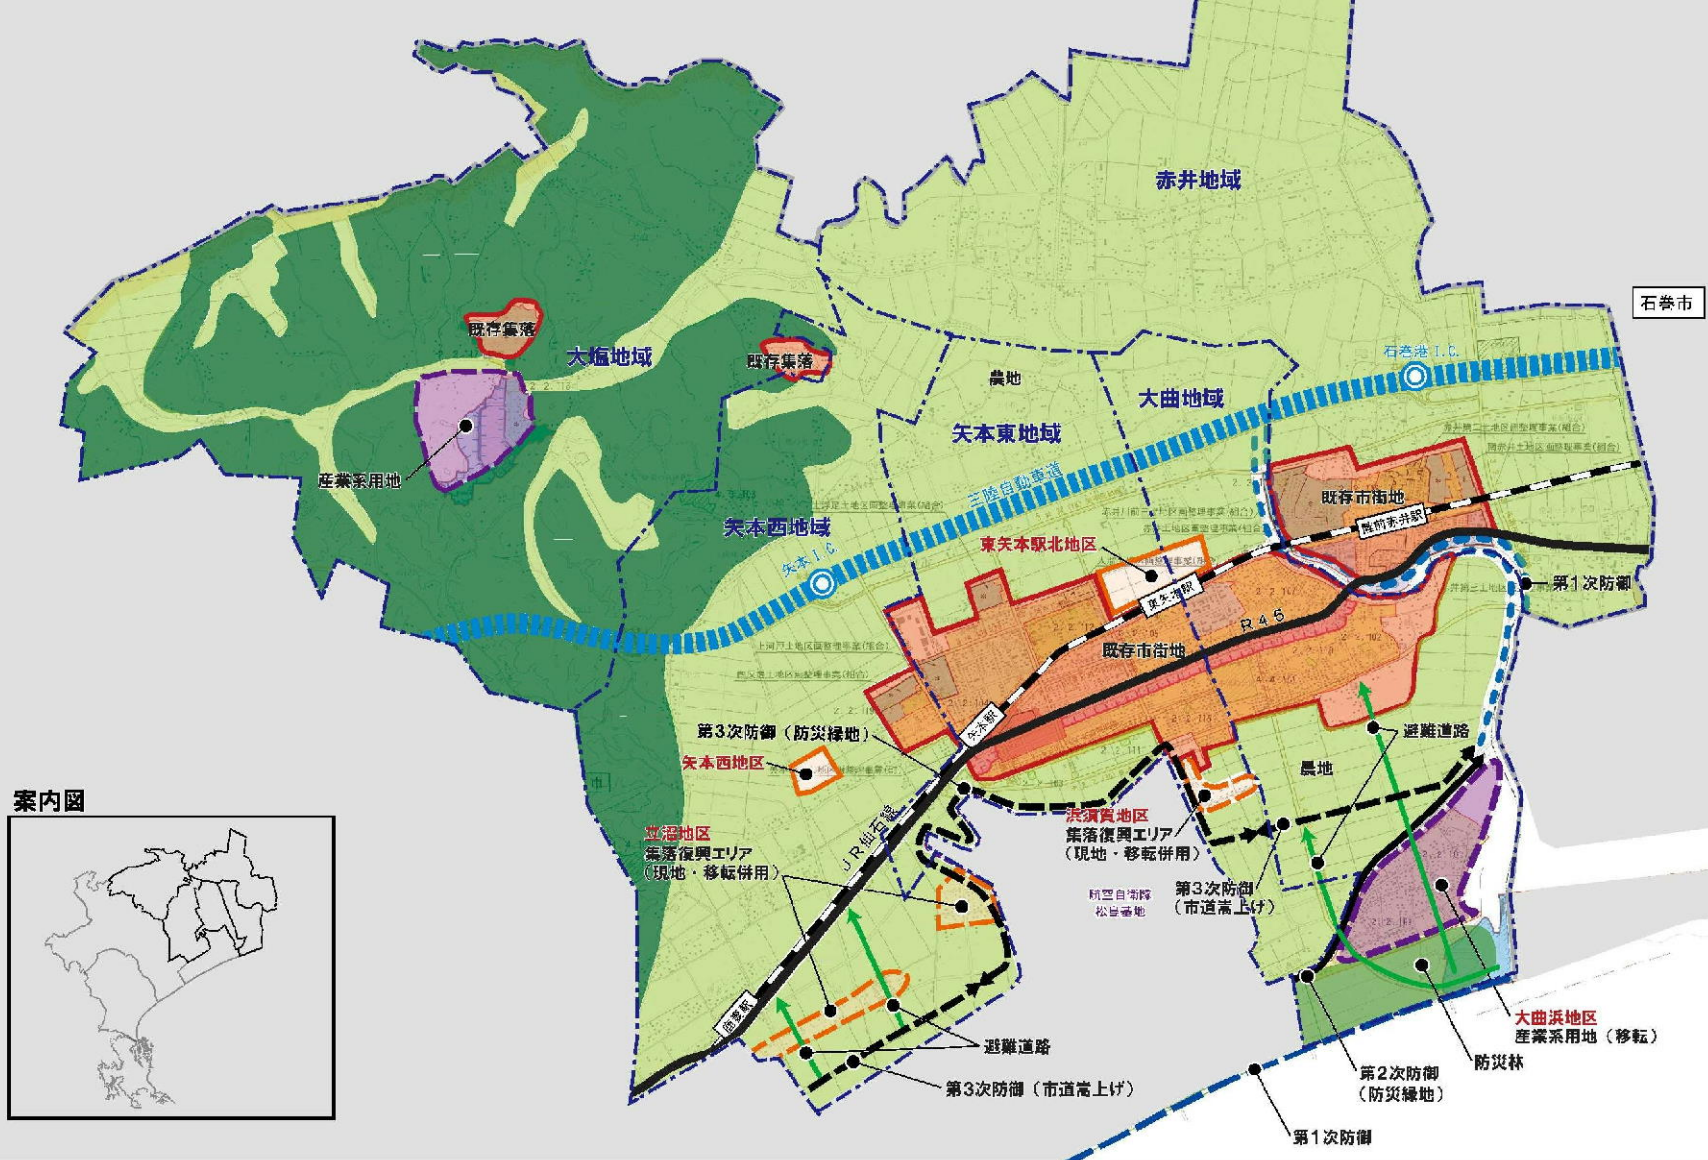 赤井地域
石巻市
既存集落
大塩地域
既存集落
農地
石巻港I.C.
大曲地域
矢本東地域
産業系用地
三陸自動車道
既存市街地
矢本西地域
陸前赤井駅
東矢本駅北地区
矢本I.C
第1次防御
東矢本駅
R45
既存市街地
矢本駅
第3次防御(防災緑地)
避難道路
矢本西地区
農地
案内図
浜須賀地区
集落復興エリア
(現地・移転併用)
立沼地区
集落復興エリア
(現地・移転併用)
JR仙石線
航空自衛隊
松島基地
第3次防御
(市道嵩上げ)
鹿妻駅
大曲浜地区
産業系用地(移転)
避難道路
防災林
第2次防御
(防災緑地)
第3次防御(市道嵩上げ)
第1次防御